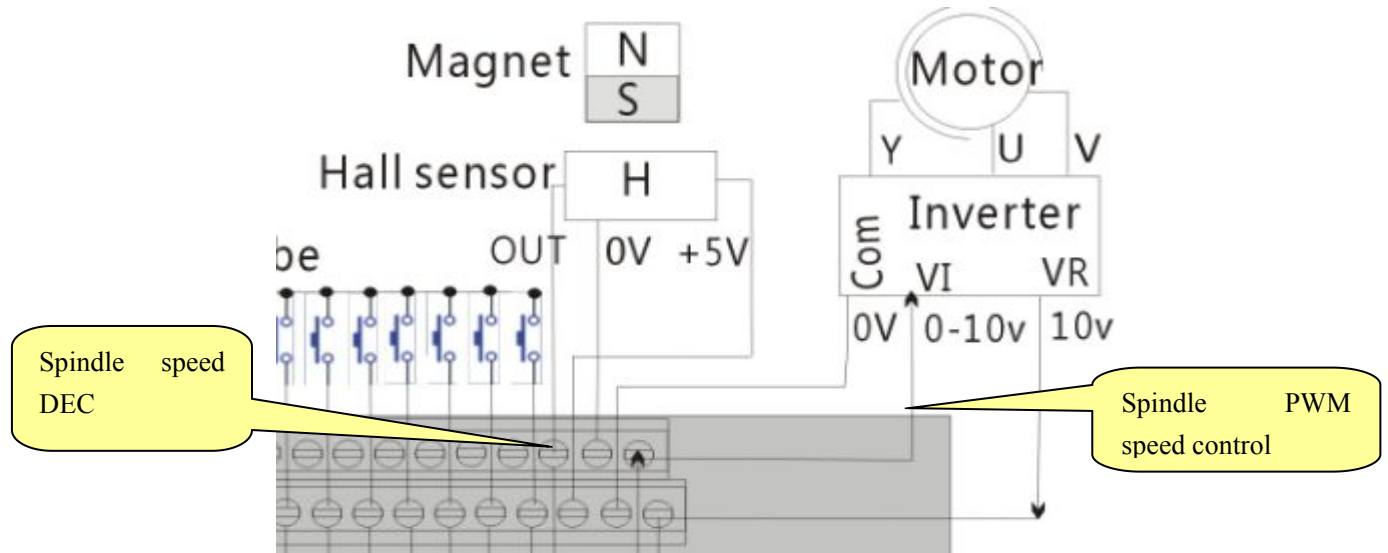 Magnet
N
S
Motor
Y
U
V
Hall sensor
H
Inverter
Com
VI
VR
OUT
0V
+5V
0V
0-10v
10v
be
Spindle speed
DEC
Spindle PWM
speed control